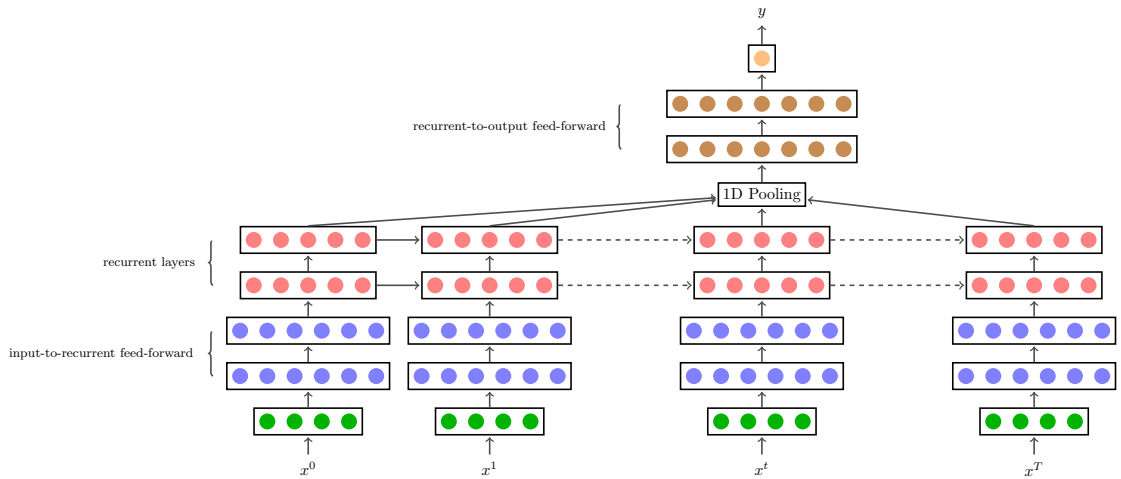 y
recurrent-to-output feed-forward
1D Pooling
recurrent layers
input-to-recurrent feed-forward
x^0 x^1 x^t x^T